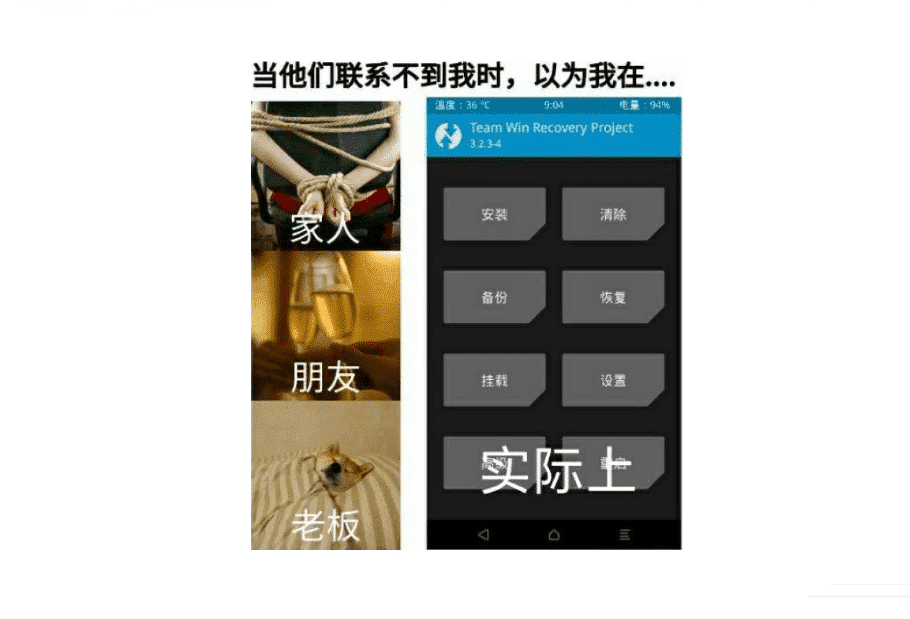 当他们联系不到我时，以为我在....
家人
朋友
老板
温度：36 °C 9:04 电量：94%
Team Win Recovery Project
3.2.3-4
安装 清除
备份 恢复
挂载 设置
高级 重启
实际上